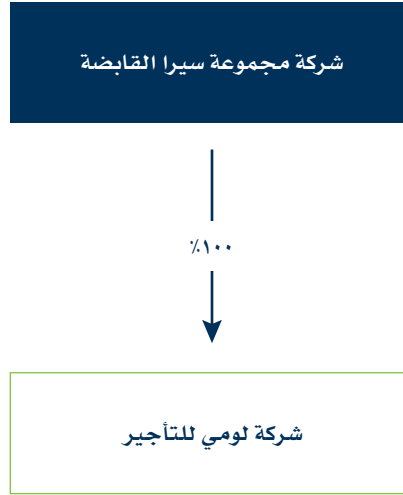 شركة مجموعة سيرا القابضة
١٠٠٪
شركة لومي للتأجير